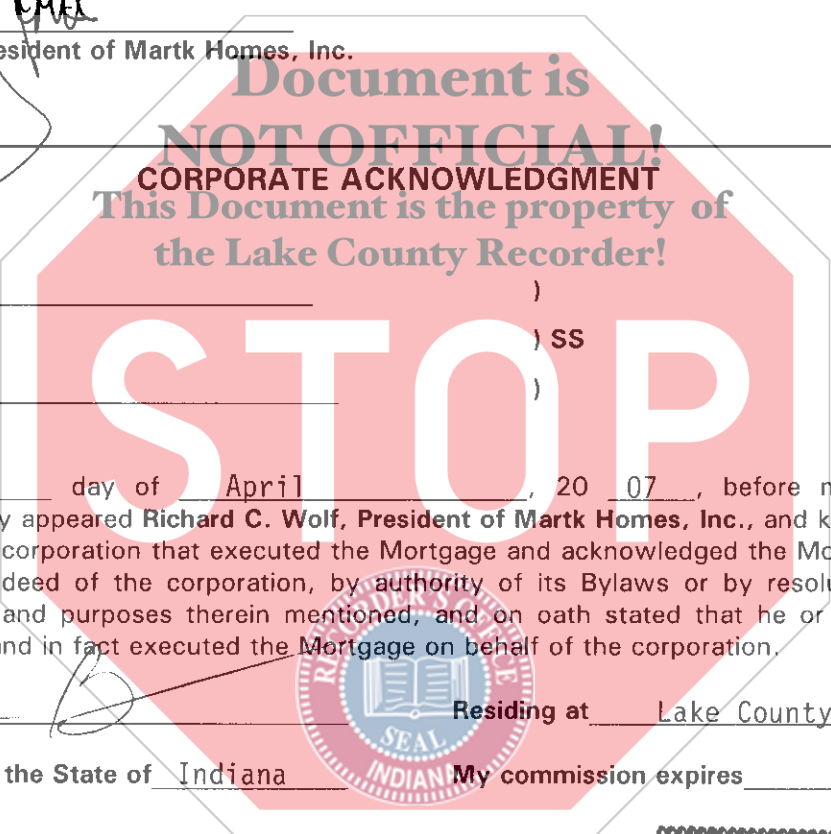 esident of Martk Homes, Inc.
Document is
NOT OFFICIAL!
CORPORATE ACKNOWLEDGMENT
This Document is the property of
the Lake County Recorder!
)
) SS
)
STOP
day of April, 20 07, before m
y appeared Richard C. Wolf, President of Martk Homes, Inc., and k
corporation that executed the Mortgage and acknowledged the Mo
deed of the corporation, by authority of its Bylaws or by resolu
and purposes therein mentioned, and on oath stated that he or
nd in fact executed the Mortgage on behalf of the corporation.
RECORDER'S OFFICE
SEAL
INDIANA
Residing at Lake County
the State of Indiana My commission expires